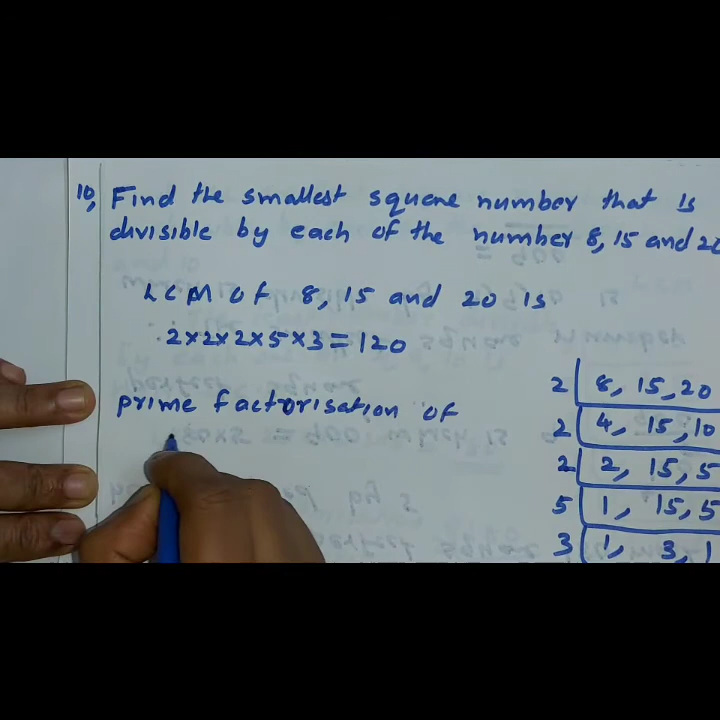 10, Find the smallest square number that is
divisible by each of the number 8, 15 and 20
LCM of 8, 15 and 20 is
2×2×2×5×3=120
prime factorisation of
2 8, 15, 20
2 4, 15, 10
2 2, 15, 5
5 1, 15, 5
3 1, 3, 1